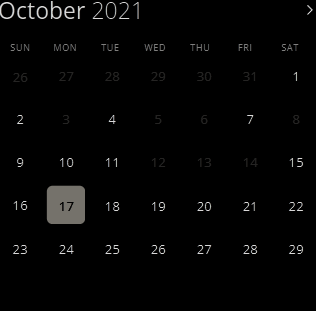 October 2021
SUN MON TUE WED THU FRI SAT
26 27 28 29 30 31 1
2 3 4 5 6 7 8
9 10 11 12 13 14 15
16 17 18 19 20 21 22
23 24 25 26 27 28 29